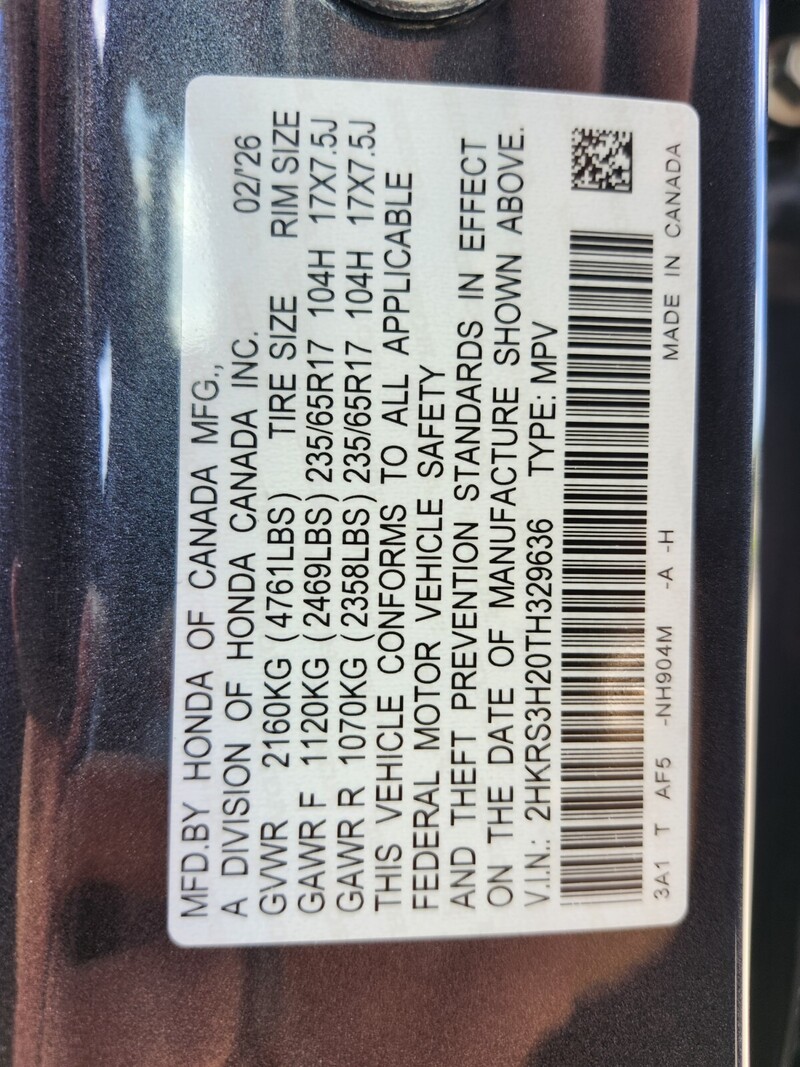 MFD.BY HONDA OF CANADA MFG.,
A DIVISION OF HONDA CANADA INC. 02/'26
GVWR 2160KG (4761LBS) TIRE SIZE RIM SIZE
GAWR F 1120KG (2469LBS) 235/65R17 104H 17X7.5J
GAWR R 1070KG (2358LBS) 235/65R17 104H 17X7.5J
THIS VEHICLE CONFORMS TO ALL APPLICABLE
FEDERAL MOTOR VEHICLE SAFETY
AND THEFT PREVENTION STANDARDS IN EFFECT
ON THE DATE OF MANUFACTURE SHOWN ABOVE.
V.I.N.: 2HKRS3H20TH329636 TYPE: MPV
3A1 T AF5 -NH904M -A -H MADE IN CANADA